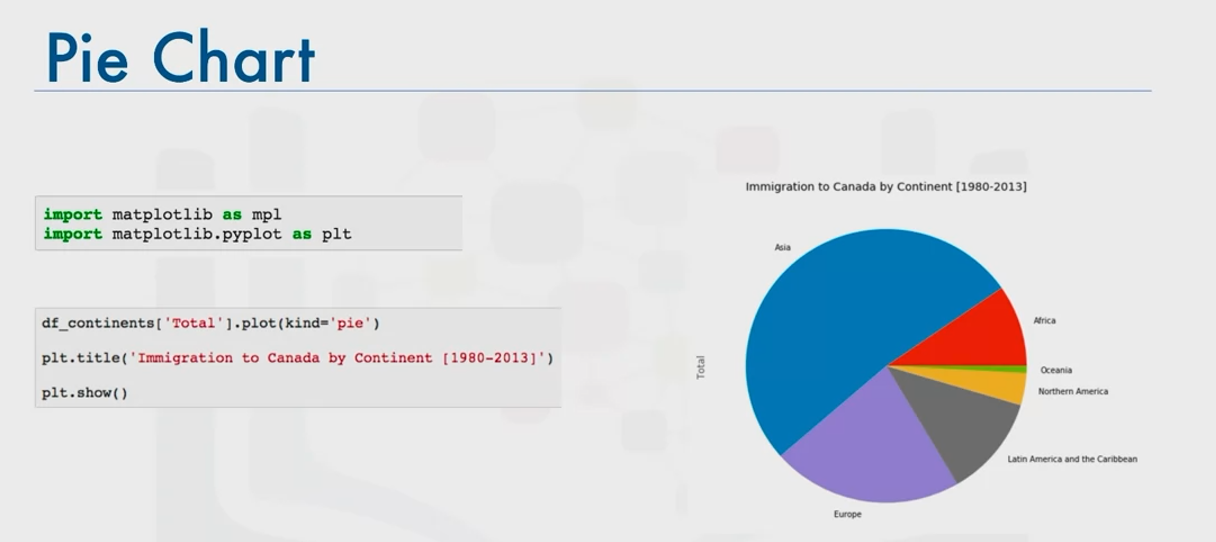 Pie Chart
import matplotlib as mpl
import matplotlib.pyplot as plt
df_continents['Total'].plot(kind='pie')
plt.title('Immigration to Canada by Continent [1980-2013]')
plt.show()
Immigration to Canada by Continent [1980-2013]
Asia
Africa
Oceania
Northern America
Latin America and the Caribbean
Europe
Total